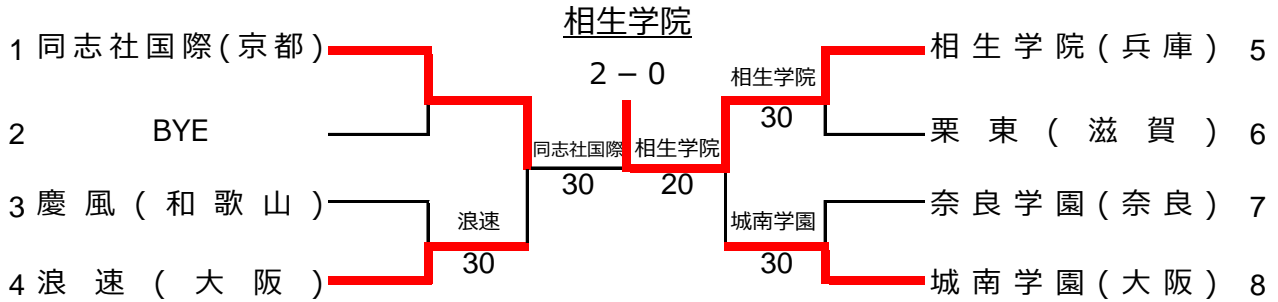 相生学院
2－0
1 同志社国際(京都)
2 BYE
3 慶風(和歌山)
4 浪速(大阪)
浪速
30
同志社国際
30
相生学院
20
相生学院
30
城南学園
30
相生学院(兵庫) 5
栗東(滋賀) 6
奈良学園(奈良) 7
城南学園(大阪) 8